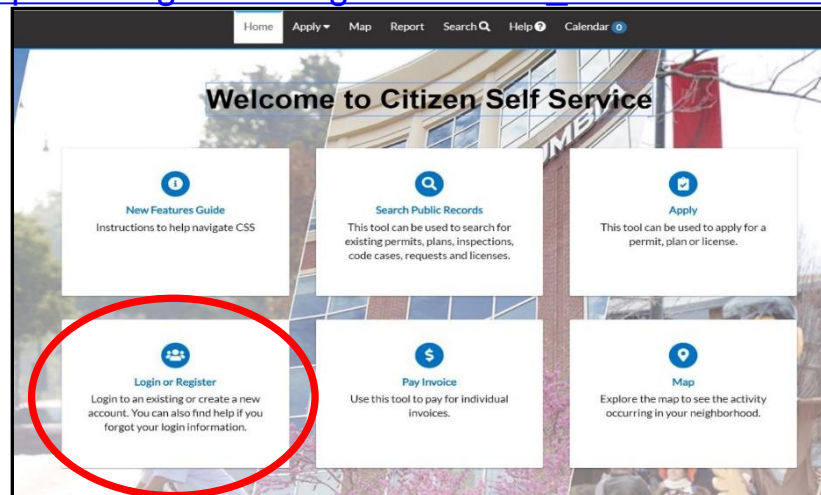 Home Apply Map Report Search Help Calendar 0
Welcome to Citizen Self Service
New Features Guide
Instructions to help navigate CSS
Search Public Records
This tool can be used to search for
existing permits, plans, inspections,
code cases, requests and licenses.
Apply
This tool can be used to apply for a
permit, plan or license.
Login or Register
Login to an existing or create a new
account. You can also find help if you
forgot your login information.
Pay Invoice
Use this tool to pay for individual
invoices.
Map
Explore the map to see the activity
occurring in your neighborhood.